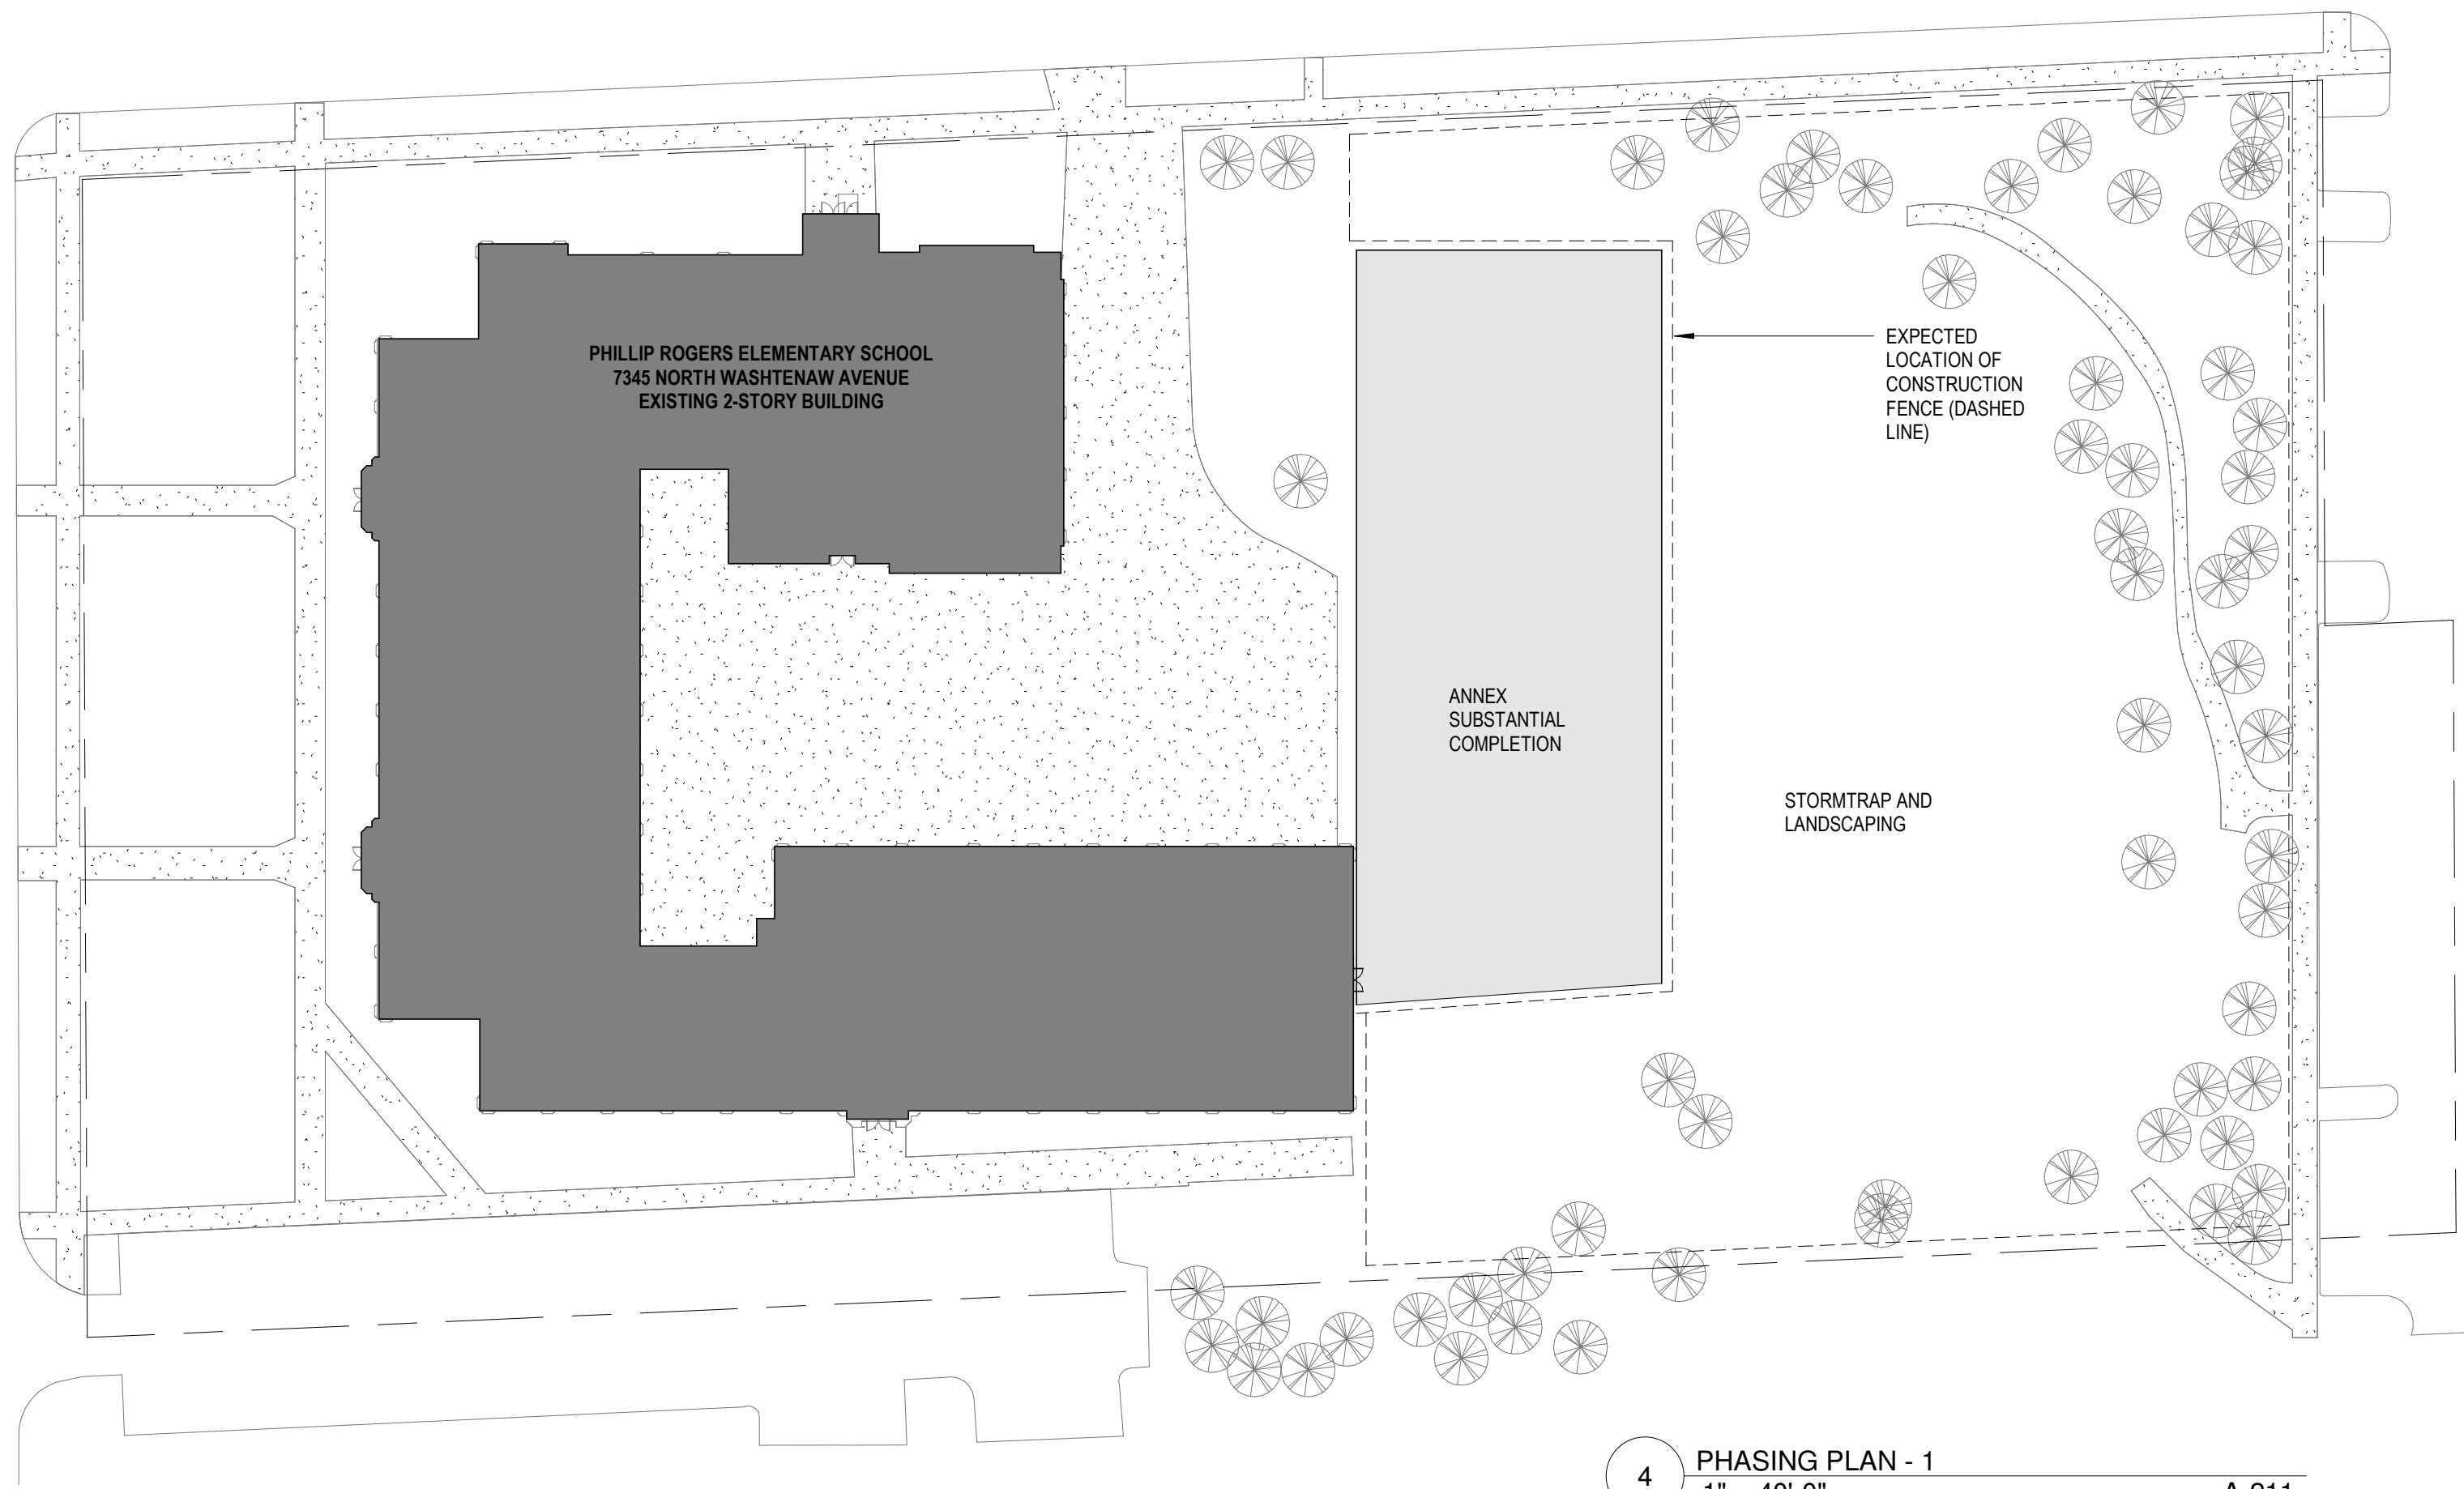 PHILLIP ROGERS ELEMENTARY SCHOOL
7345 NORTH WASHTENAW AVENUE
EXISTING 2-STORY BUILDING
EXPECTED
LOCATION OF
CONSTRUCTION
FENCE (DASHED
LINE)
ANNEX
SUBSTANTIAL
COMPLETION
STORMTRAP AND
LANDSCAPING
4
PHASING PLAN - 1